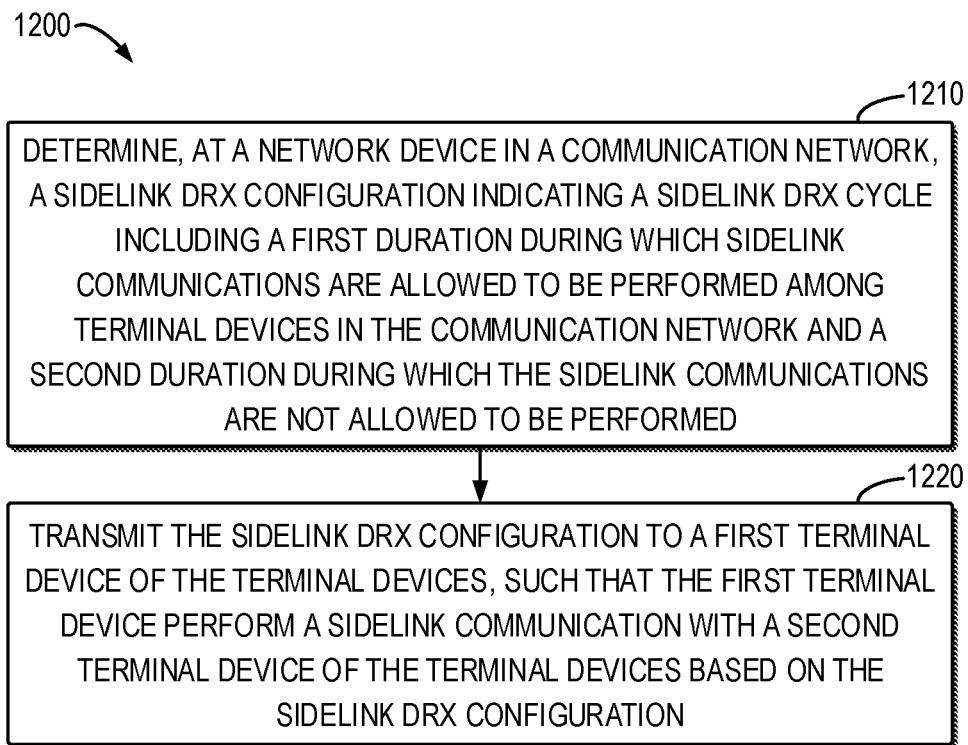 1200
1210
DETERMINE, AT A NETWORK DEVICE IN A COMMUNICATION NETWORK,
A SIDELINK DRX CONFIGURATION INDICATING A SIDELINK DRX CYCLE
INCLUDING A FIRST DURATION DURING WHICH SIDELINK
COMMUNICATIONS ARE ALLOWED TO BE PERFORMED AMONG
TERMINAL DEVICES IN THE COMMUNICATION NETWORK AND A
SECOND DURATION DURING WHICH THE SIDELINK COMMUNICATIONS
ARE NOT ALLOWED TO BE PERFORMED
1220
TRANSMIT THE SIDELINK DRX CONFIGURATION TO A FIRST TERMINAL
DEVICE OF THE TERMINAL DEVICES, SUCH THAT THE FIRST TERMINAL
DEVICE PERFORM A SIDELINK COMMUNICATION WITH A SECOND
TERMINAL DEVICE OF THE TERMINAL DEVICES BASED ON THE
SIDELINK DRX CONFIGURATION